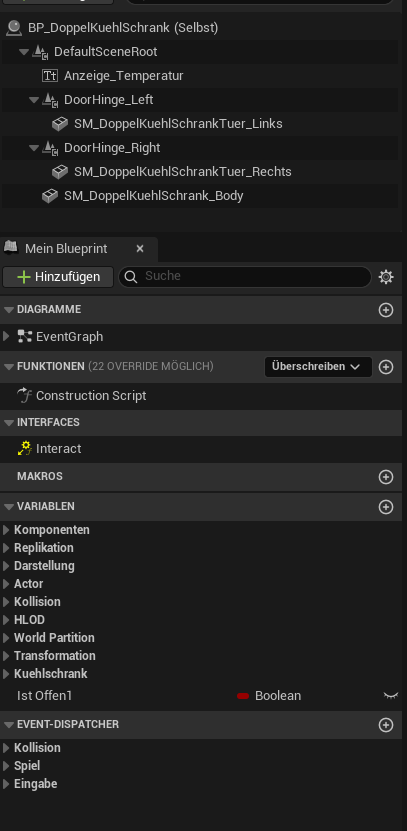 BP_DoppelKuehlSchrank (Selbst)
DefaultSceneRoot
Tt Anzeige_Temperatur
DoorHinge_Left
SM_DoppelKuehlSchrankTuer_Links
DoorHinge_Right
SM_DoppelKuehlSchrankTuer_Rechts
SM_DoppelKuehlSchrank_Body
Mein Blueprint
Hinzufügen
Suche
DIAGRAMME
EventGraph
FUNKTIONEN (22 OVERRIDE MÖGLICH)
Überschreiben
Construction Script
INTERFACES
Interact
MAKROS
VARIABLEN
Komponenten
Replikation
Darstellung
Actor
Kollision
HLOD
World Partition
Transformation
Kuehlschrank
Ist Offen1 Boolean
EVENT-DISPATCHER
Kollision
Spiel
Eingabe